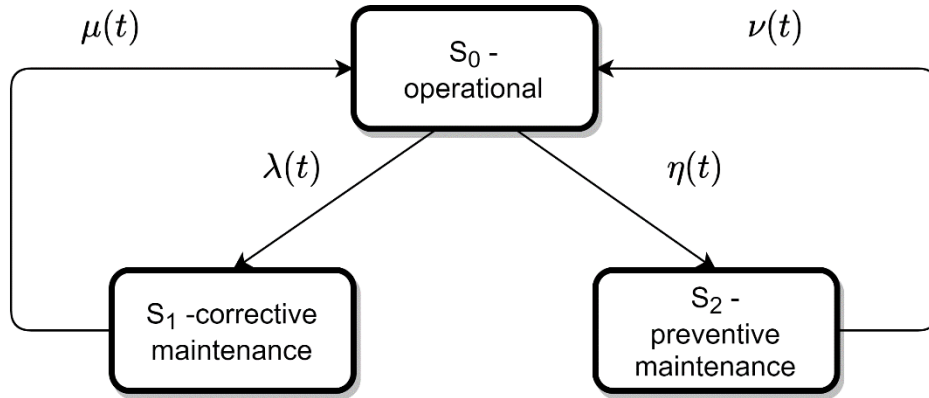 μ(t)
S₀ -
operational
ν(t)
λ(t)
η(t)
S₁ -corrective
maintenance
S₂ -
preventive
maintenance